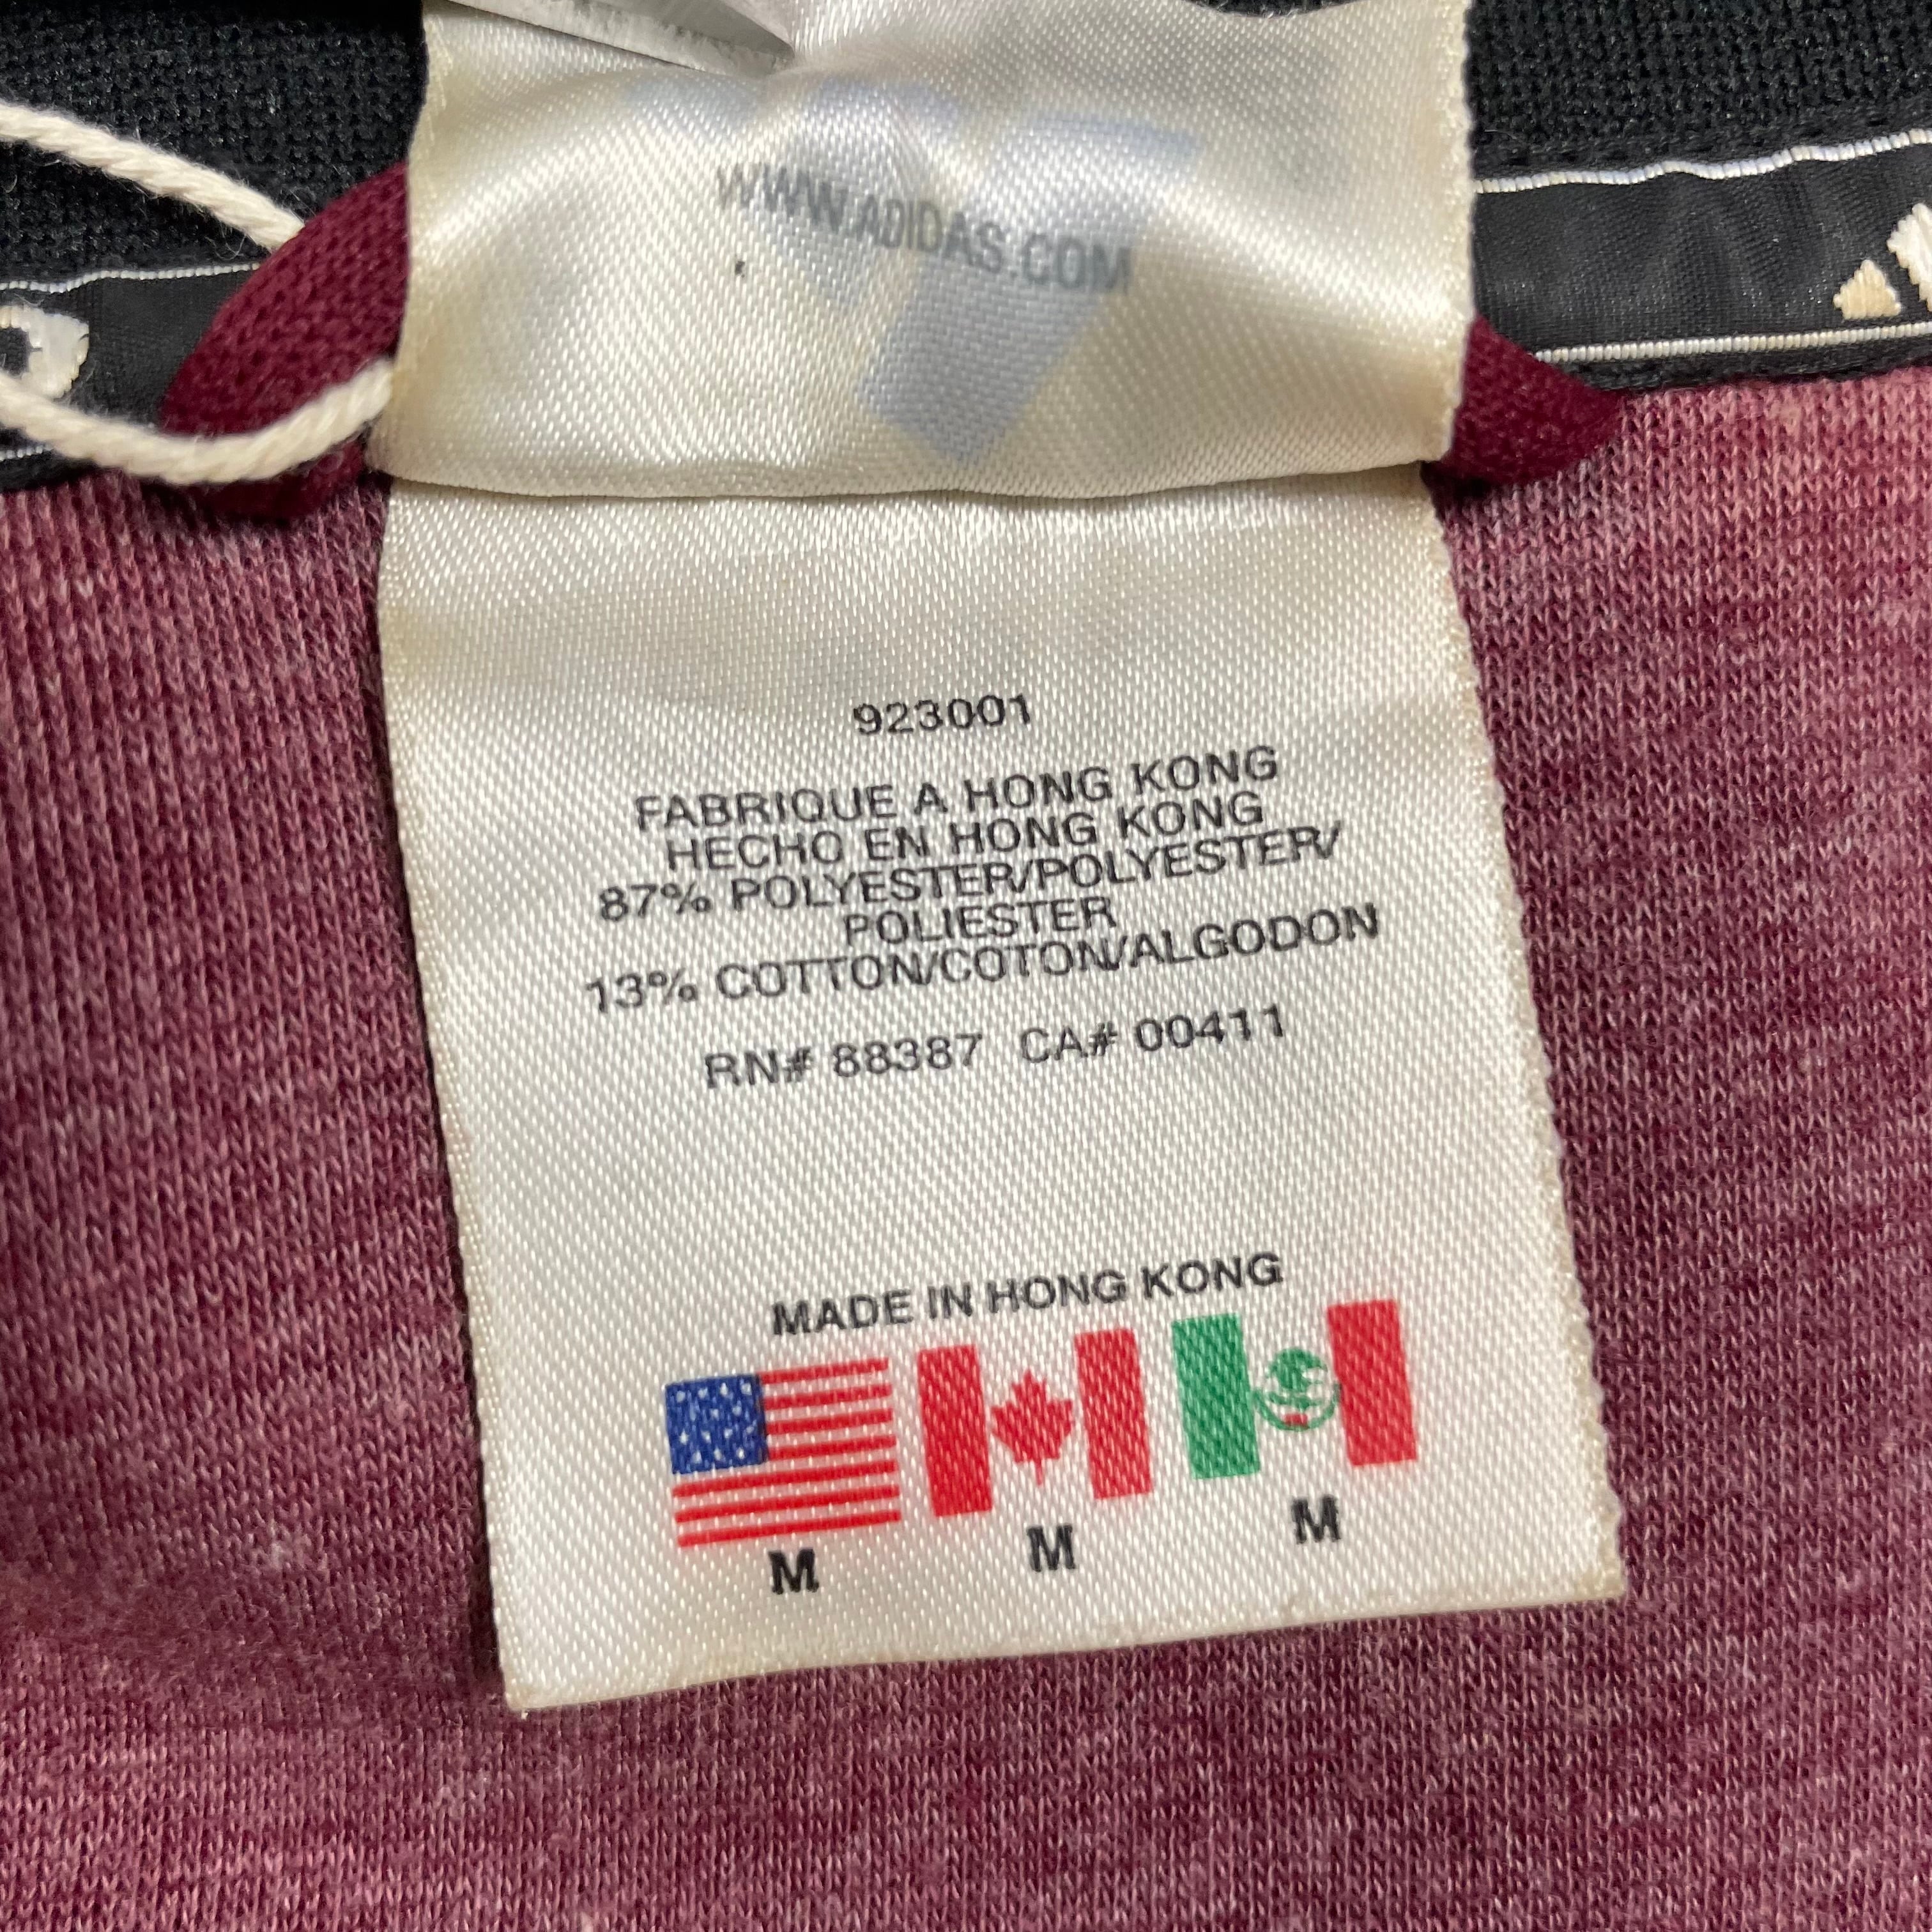 WWW.ADIDAS.COM
923001
FABRIQUE A HONG KONG
HECHO EN HONG KONG
87% POLYESTER/POLYESTER/
POLIESTER
13% COTTON/COTON/ALGODON
RN# 88387 CA# 00411
MADE IN HONG KONG
M M M